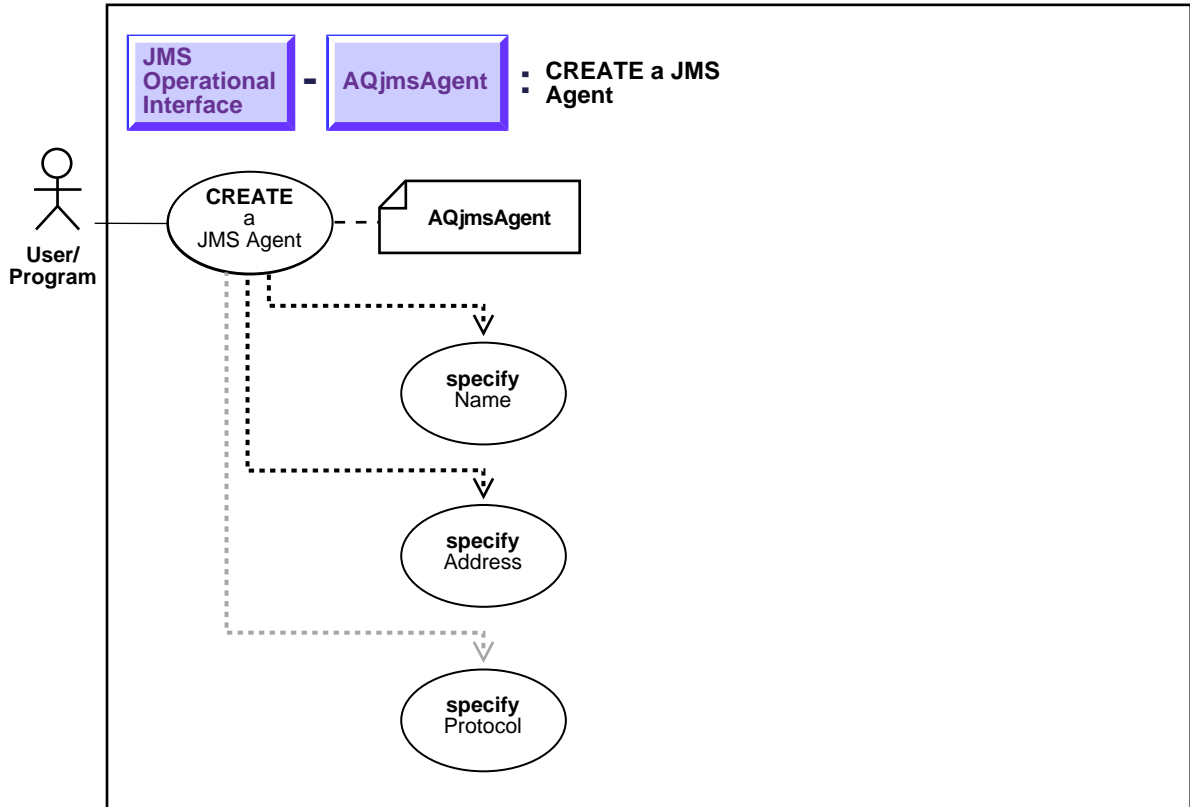 JMS
Operational
Interface
-
AQjmsAgent
:
CREATE a JMS
Agent
User/
Program
CREATE
a
JMS Agent
AQjmsAgent
specify
Name
specify
Address
specify
Protocol